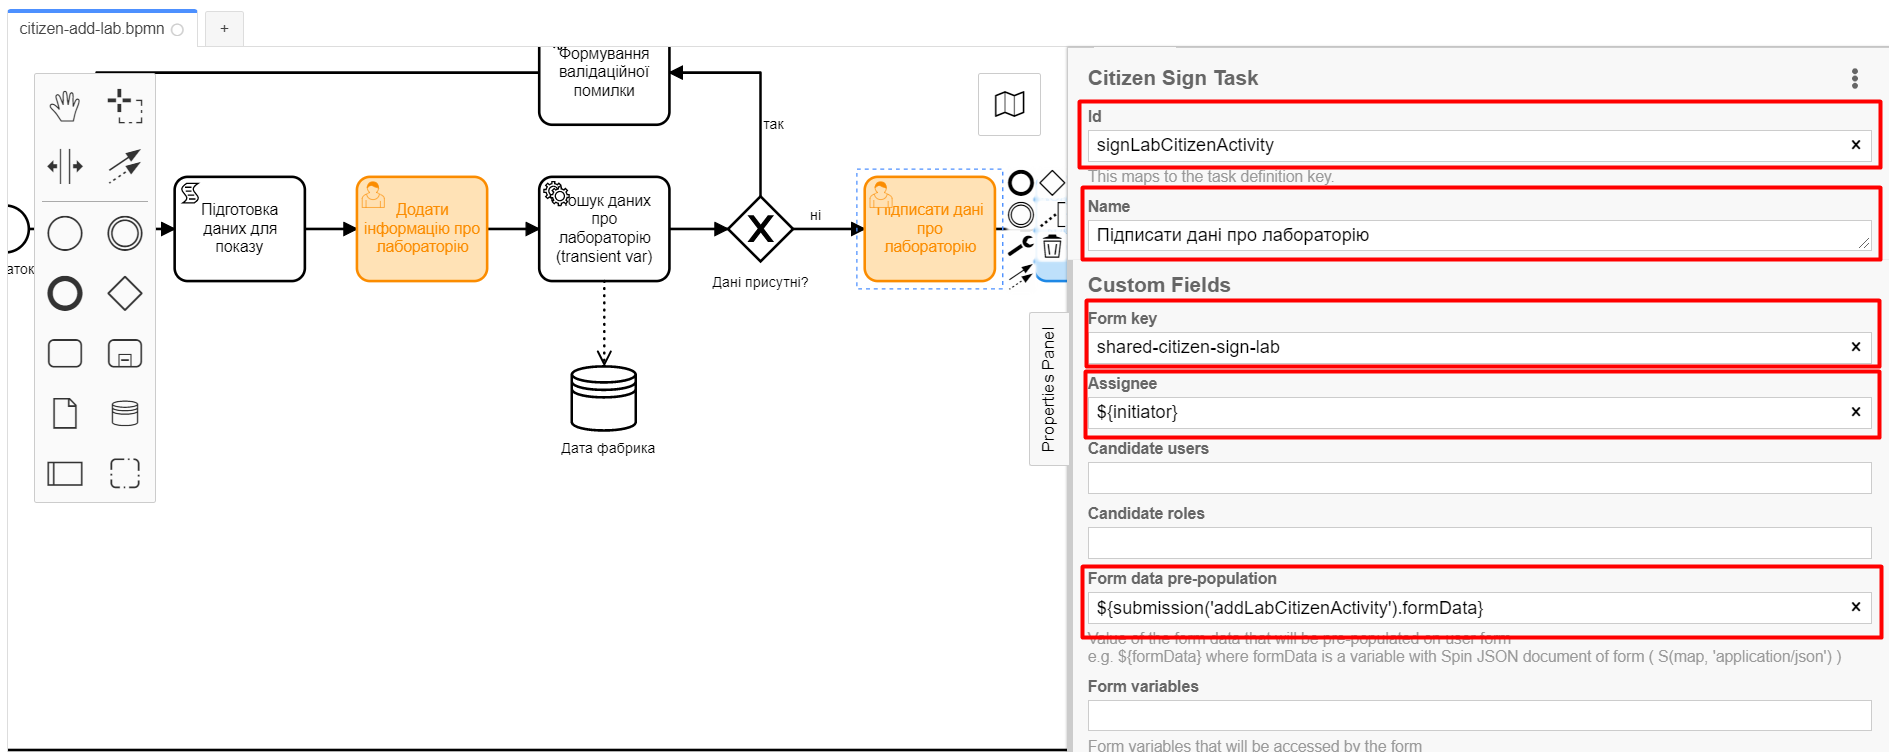 citizen-add-lab.bpmn
+
Формування
валідаційної
помилки
так
Підготовка
даних для
показу
Додати
інформацію про
лабораторію
даних
про
лабораторію
(transient var)
ні
Дані присутні?
Підписати дані
про
лабораторію
Дата фабрика
Properties Panel
Citizen Sign Task
Id
signLabCitizenActivity
This maps to the task definition key.
Name
Підписати дані про лабораторію
Custom Fields
Form key
shared-citizen-sign-lab
Assignee
${initiator}
Candidate users
Candidate roles
Form data pre-population
${submission('addLabCitizenActivity').formData}
Value of the form data that will be pre-populated on user form
e.g. ${formData} where formData is a variable with Spin JSON document of form ( S(map, 'application/json') )
Form variables
Form variables that will be accessed by the form